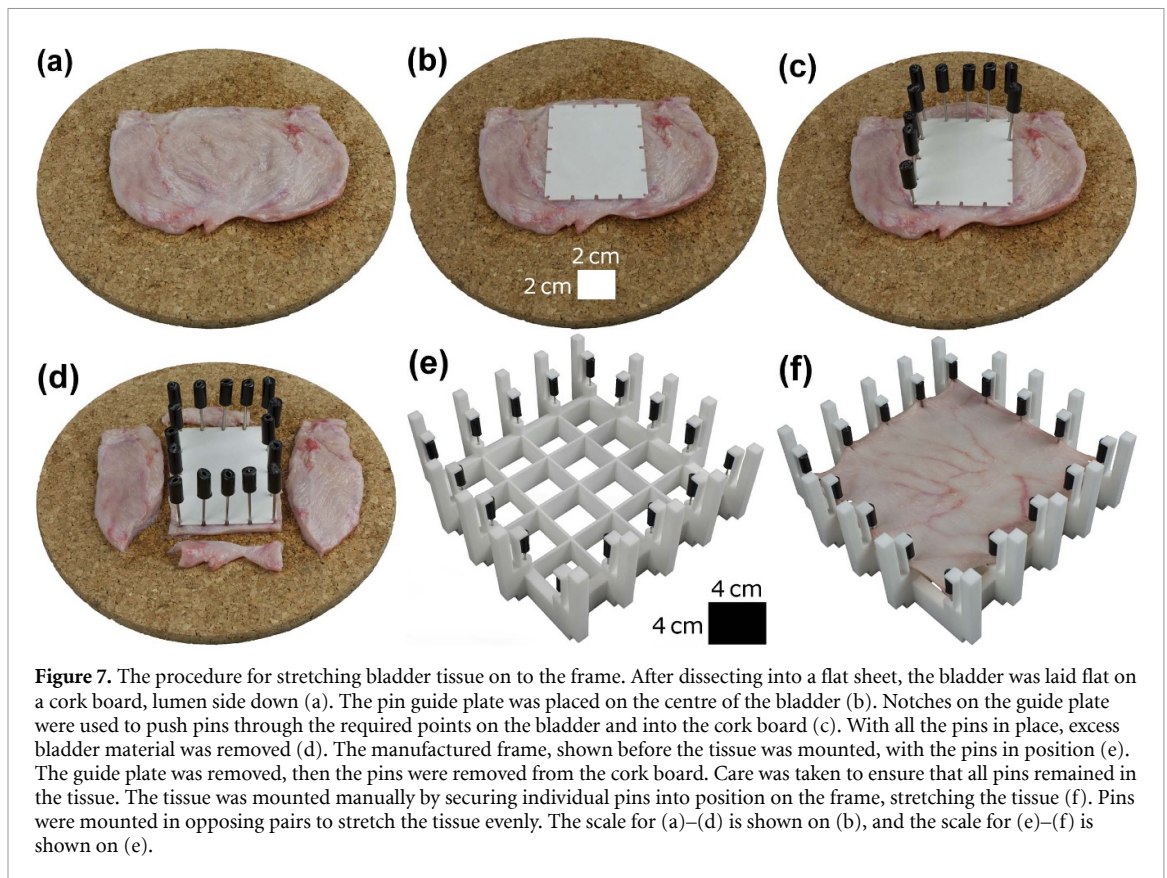 (a)
(b)
(c)
2 cm
2 cm
(d)
(e)
(f)
4 cm
4 cm
Figure 7. The procedure for stretching bladder tissue on to the frame. After dissecting into a flat sheet, the bladder was laid flat on
a cork board, lumen side down (a). The pin guide plate was placed on the centre of the bladder (b). Notches on the guide plate
were used to push pins through the required points on the bladder and into the cork board (c). With all the pins in place, excess
bladder material was removed (d). The manufactured frame, shown before the tissue was mounted, with the pins in position (e).
The guide plate was removed, then the pins were removed from the cork board. Care was taken to ensure that all pins remained in
the tissue. The tissue was mounted manually by securing individual pins into position on the frame, stretching the tissue (f). Pins
were mounted in opposing pairs to stretch the tissue evenly. The scale for (a)–(d) is shown on (b), and the scale for (e)–(f) is
shown on (e).